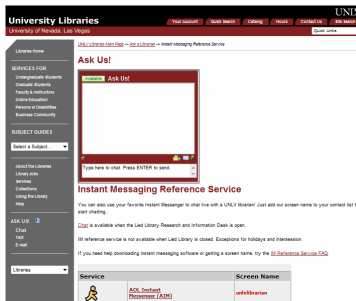 UNLV
University Libraries
Your Account
Quick Search
Catalog
Hours
Contact Us
Site Search
University of Nevada, Las Vegas
Quick Links
Libraries Home
SERVICES FOR
Undergraduate Students
Graduate Students
Faculty & Instructors
Online Education
Persons w Disabilities
Business Community
SUBJECT GUIDES
Select a Subject...
About the Libraries
Library Jobs
Services
Collections
Using the Library
Help
ASK US!
Chat
Text
E-mail
Libraries
UNLV Libraries Main Page -> Ask a Librarian -> Instant Messaging Reference Service
Ask Us!
Available Ask Us!
Type here to chat. Press ENTER to send.
Instant Messaging Reference Service
You can also use your favorite Instant Messenger to chat live with a UNLV librarian! Just add our screen name to your contact list t
start chatting.
Chat is available when the Lied Library Research and Information Desk is open.
IM reference service is not available when Lied Library is closed. Exceptions for holidays and intersession.
If you need help downloading instant messaging software or getting a screen name, try the IM Reference Service FAQ.
Service
Screen Name
AOL Instant
Messenger (AIM)
unlvlibrarian